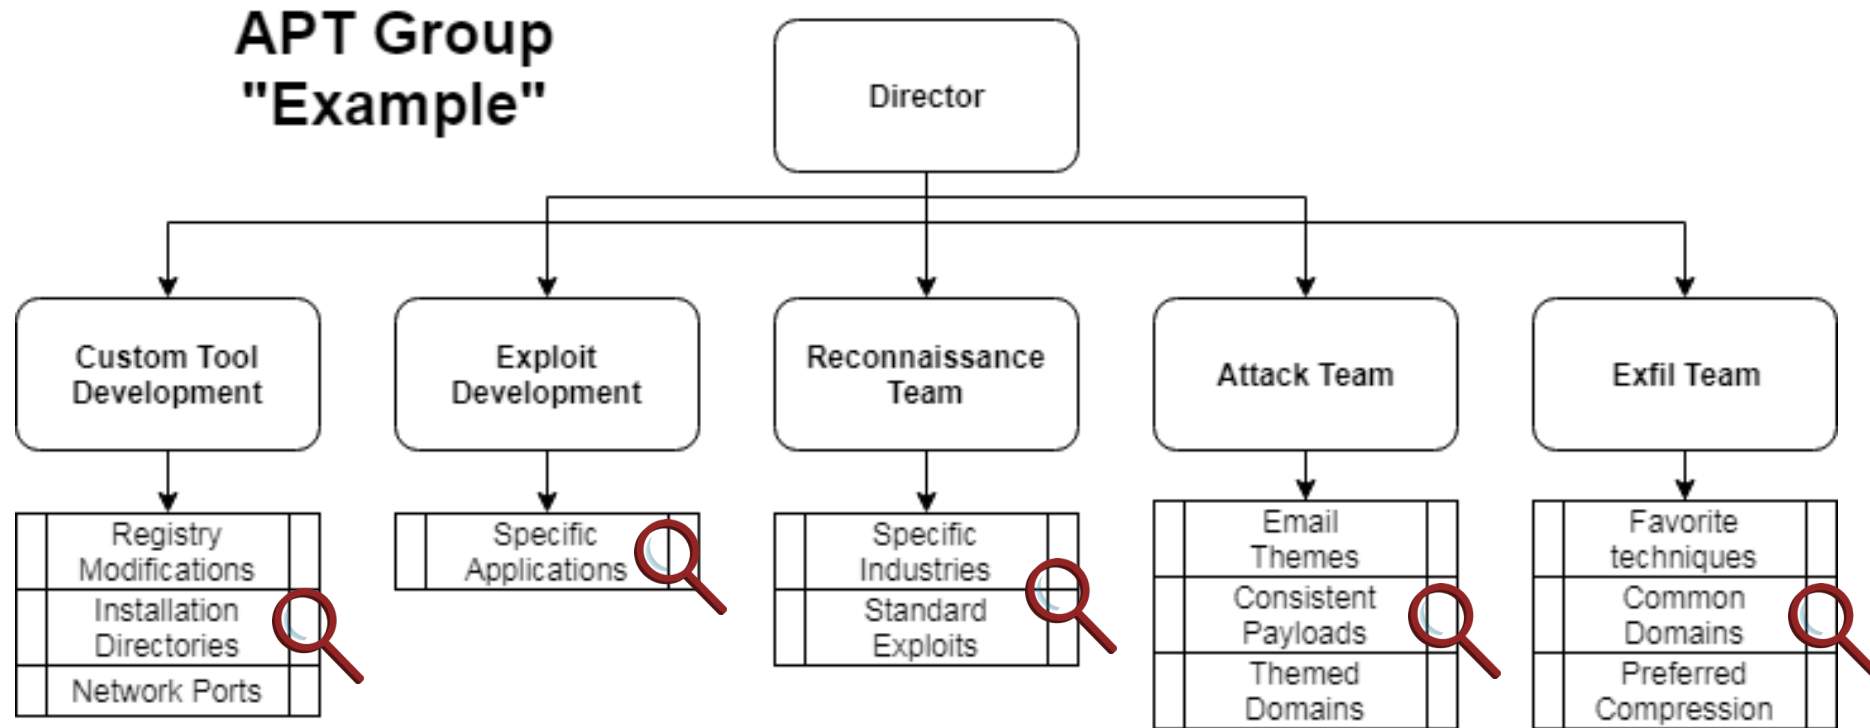 APT Group
"Example"
Director
Custom Tool
Development
Exploit
Development
Reconnaissance
Team
Attack Team
Exfil Team
Registry
Modifications
Installation
Directories
Network Ports
Specific
Applications
Specific
Industries
Standard
Exploits
Email
Themes
Consistent
Payloads
Themed
Domains
Favorite
techniques
Common
Domains
Preferred
Compression